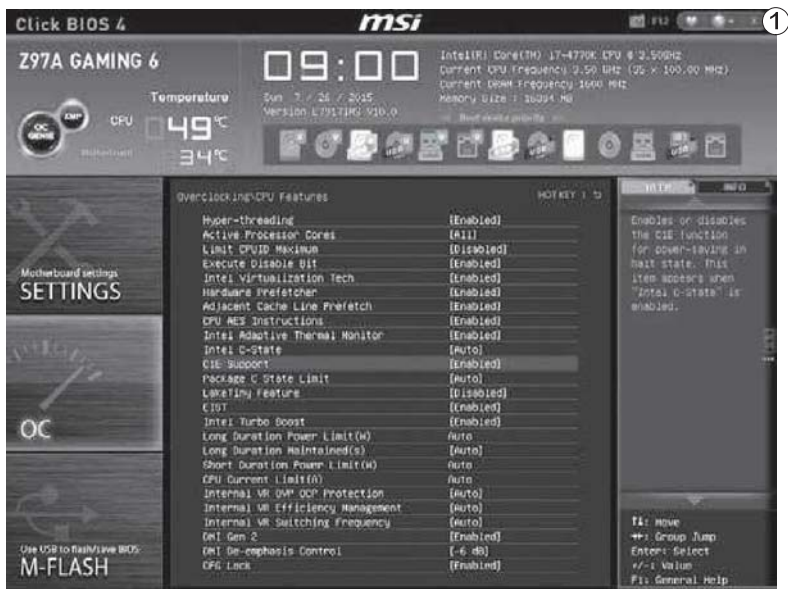 Click BIOS 4
msi
F12
1
Z97A GAMING 6
09:00
Intel(R) Core(TM) i7-4770K CPU @ 3.50GHz
Current CPU Frequency 3.50 GHz (35 x 100.00 MHz)
Current DRAM Frequency 1600 MHz
Memory Size : 16384 MB
Temperature
Sun 7 / 26 / 2015
Version E7917IMS V10.0
Boot device priority
OC
GENIE
XMP
CPU
49°C
Motherboard
34°C
USB
Motherboard settings
SETTINGS
OC
Use USB to flash/save BIOS
M-FLASH
Overclocking\CPU Features
HOT KEY
Hyper-threading [Enabled]
Active Processor Cores [All]
Limit CPUID Maximum [Disabled]
Execute Disable Bit [Enabled]
Intel Virtualization Tech [Enabled]
Hardware Prefetcher [Enabled]
Adjacent Cache Line Prefetch [Enabled]
CPU AES Instructions [Enabled]
Intel Adaptive Thermal Monitor [Enabled]
Intel C-State [Auto]
C1E Support [Enabled]
Package C State Limit [Auto]
LakeTiny Feature [Disabled]
EIST [Enabled]
Intel Turbo Boost [Enabled]
Long Duration Power Limit(W) Auto
Long Duration Maintained(s) [Auto]
Short Duration Power Limit(W) Auto
CPU Current Limit(A) Auto
Internal VR OVP OCP Protection [Auto]
Internal VR Efficiency Management [Auto]
Internal VR Switching Frequency [Auto]
DMI Gen 2 [Enabled]
DMI De-emphasis Control [-6 dB]
CFG Lock [Enabled]
HELP
INFO
Enables or disables
the C1E function
for power-saving in
halt state. This
item appears when
"Intel C-State" is
enabled.
↑↓: Move
↔: Group Jump
Enter: Select
+/-: Value
F1: General Help